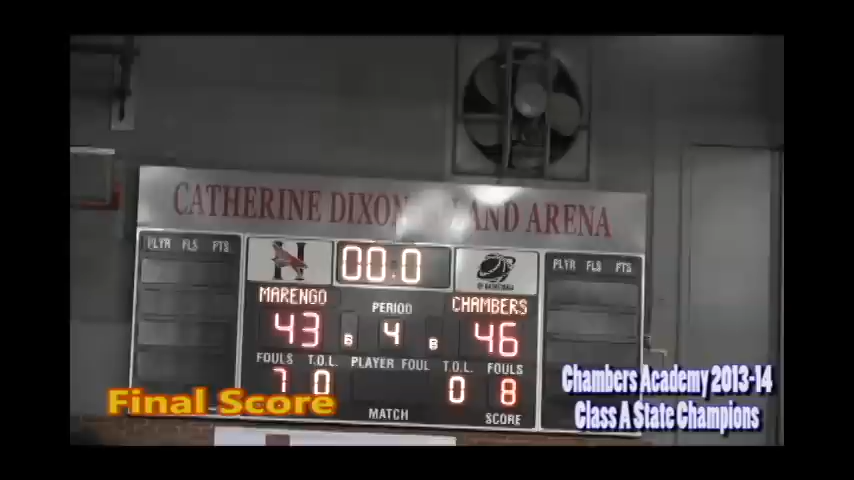 CATHERINE DIXON LAND ARENA
PLYR FLS PTS
H
00.0
PLYR FLS PTS
MARENGO
PERIOD
CHAMBERS
43 B 4 B 46
FOULS T.O.L. PLAYER FOUL T.O.L. FOULS
7 0 0 8
MATCH
SCORE
Final Score
Chambers Academy 2013-14
Class A State Champions